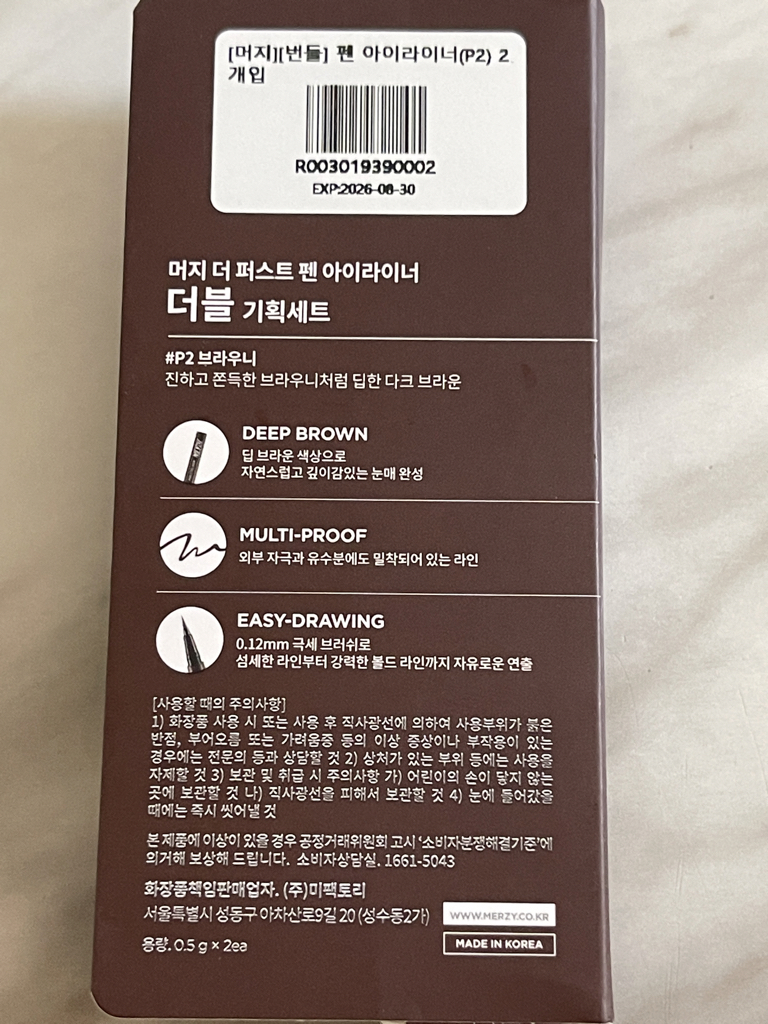 [머지][번들] 펜 아이라이너(P2) 2
개입
R003019390002
EXP:2026-08-30
머지 더 퍼스트 펜 아이라이너
더블 기획세트
#P2 브라우니
진하고 쫀득한 브라우니처럼 딥한 다크 브라운
DEEP BROWN
딥 브라운 색상으로
자연스럽고 깊이감있는 눈매 완성
MULTI-PROOF
외부 자극과 유수분에도 밀착되어 있는 라인
EASY-DRAWING
0.12mm 극세 브러쉬로
섬세한 라인부터 강력한 볼드 라인까지 자유로운 연출
[사용할 때의 주의사항]
1) 화장품 사용 시 또는 사용 후 직사광선에 의하여 사용부위가 붉은
반점, 부어오름 또는 가려움증 등의 이상 증상이나 부작용이 있는
경우에는 전문의 등과 상담할 것 2) 상처가 있는 부위 등에는 사용을
자제할 것 3) 보관 및 취급 시 주의사항 가) 어린이의 손이 닿지 않는
곳에 보관할 것 나) 직사광선을 피해서 보관할 것 4) 눈에 들어갔을
때에는 즉시 씻어낼 것
본 제품에 이상이 있을 경우 공정거래위원회 고시 '소비자분쟁해결기준'에
의거해 보상해 드립니다. 소비자상담실. 1661-5043
화장품책임판매업자. (주)미팩토리
서울특별시 성동구 아차산로9길 20 (성수동2가)
WWW.MERZY.CO.KR
용량. 0.5 g × 2ea
MADE IN KOREA